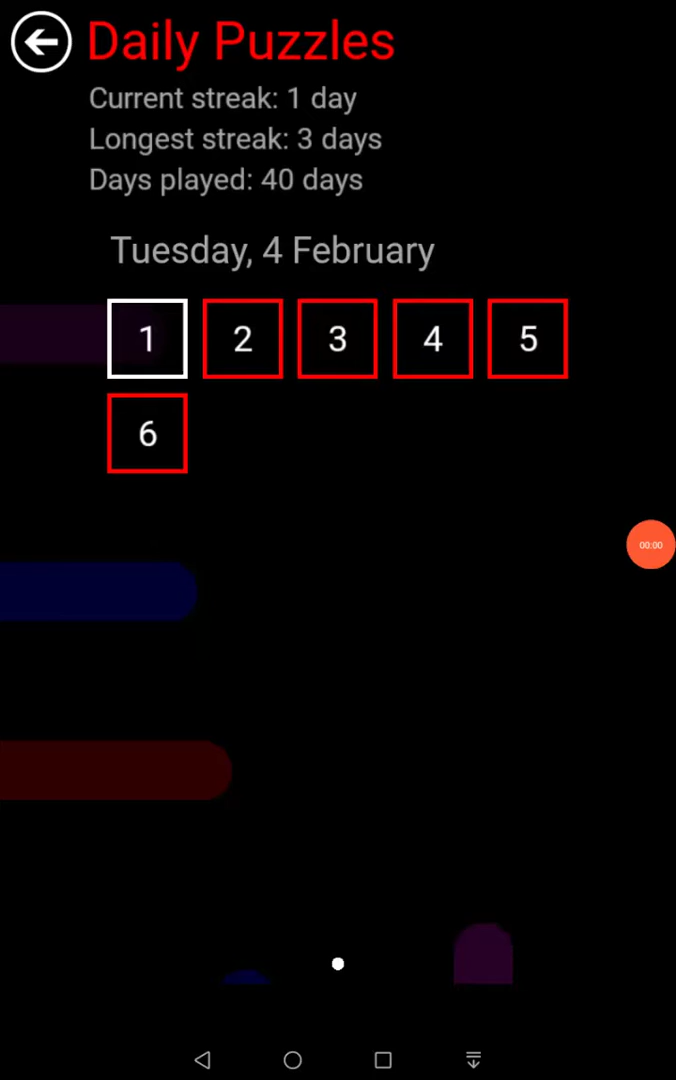 Daily Puzzles
Current streak: 1 day
Longest streak: 3 days
Days played: 40 days
Tuesday, 4 February
1 2 3 4 5
6
00:00